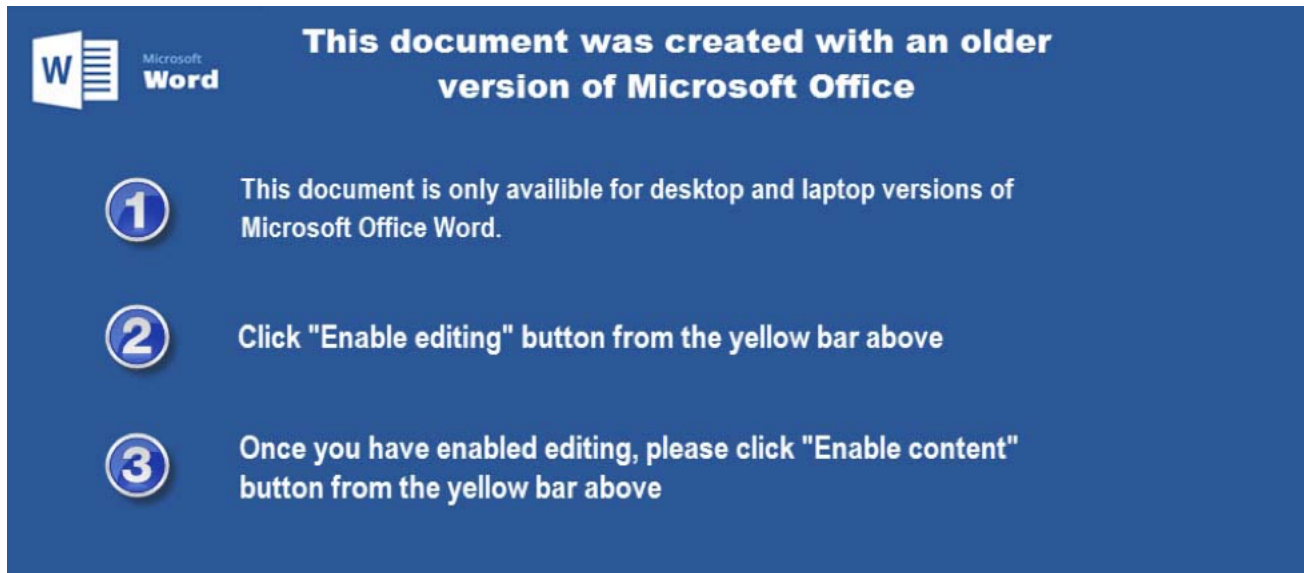 W
Microsoft
Word
This document was created with an older
version of Microsoft Office
1
This document is only availible for desktop and laptop versions of
Microsoft Office Word.
2
Click "Enable editing" button from the yellow bar above
3
Once you have enabled editing, please click "Enable content"
button from the yellow bar above